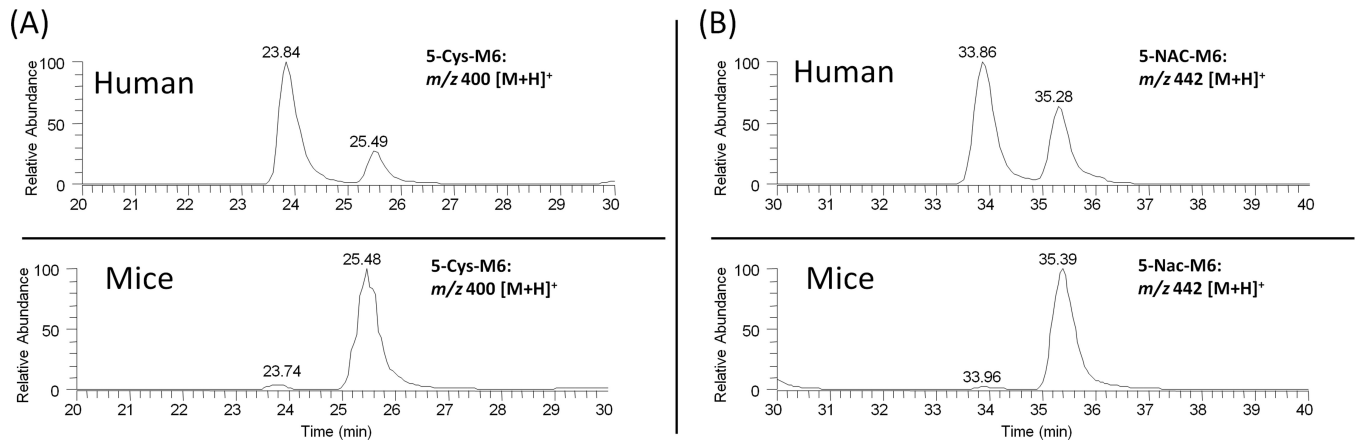 (A)
Human
5-Cys-M6:
m/z 400 [M+H]+
23.84
25.49
Relative Abundance
100
50
0
20 21 22 23 24 25 26 27 28 29 30
Mice
5-Cys-M6:
m/z 400 [M+H]+
25.48
23.74
Relative Abundance
100
50
0
20 21 22 23 24 25 26 27 28 29 30
Time (min)
(B)
Human
5-NAC-M6:
m/z 442 [M+H]+
33.86
35.28
Relative Abundance
100
50
0
30 31 32 33 34 35 36 37 38 39 40
Mice
5-Nac-M6:
m/z 442 [M+H]+
35.39
33.96
Relative Abundance
100
50
0
30 31 32 33 34 35 36 37 38 39 40
Time (min)